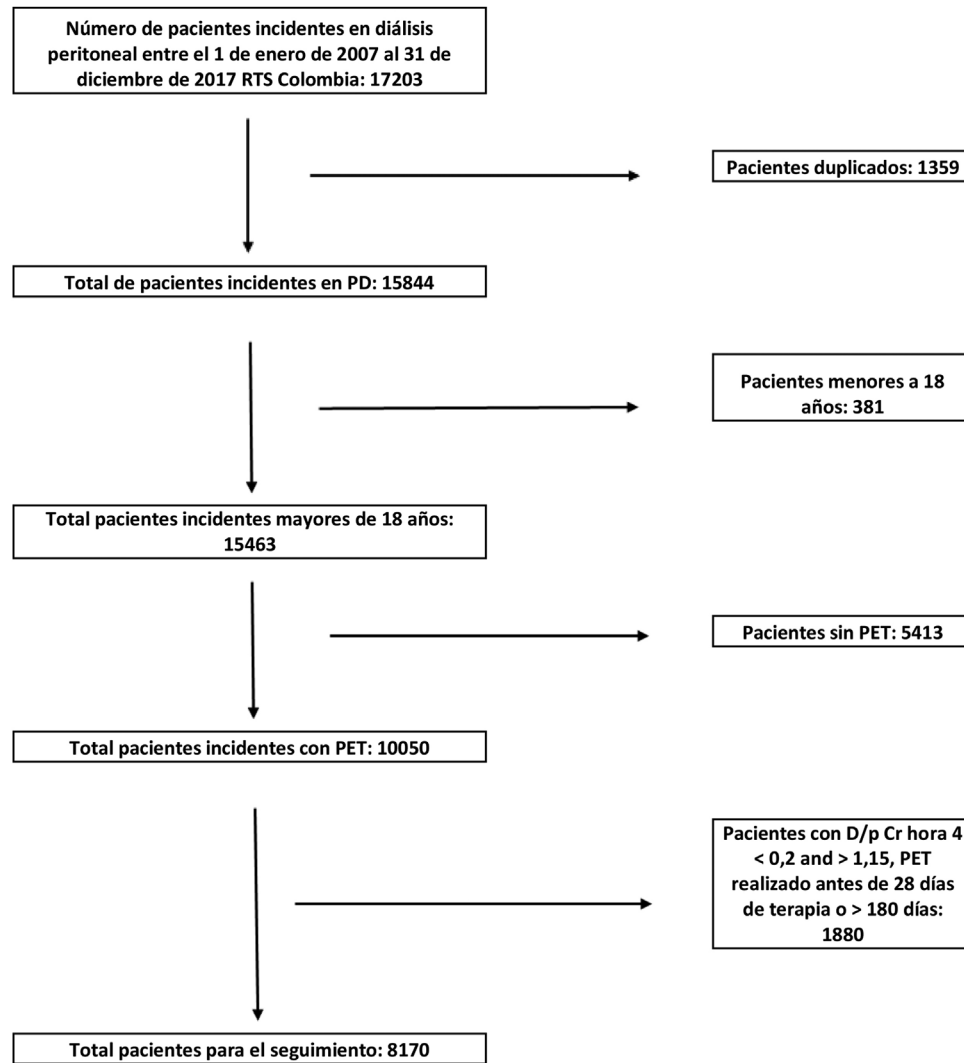 Número de pacientes incidentes en diálisis
peritoneal entre el 1 de enero de 2007 al 31 de
diciembre de 2017 RTS Colombia: 17203
Pacientes duplicados: 1359
Total de pacientes incidentes en PD: 15844
Pacientes menores a 18
años: 381
Total pacientes incidentes mayores de 18 años:
15463
Pacientes sin PET: 5413
Total pacientes incidentes con PET: 10050
Pacientes con D/p Cr hora 4
< 0,2 and > 1,15, PET
realizado antes de 28 días
de terapia o > 180 días:
1880
Total pacientes para el seguimiento: 8170